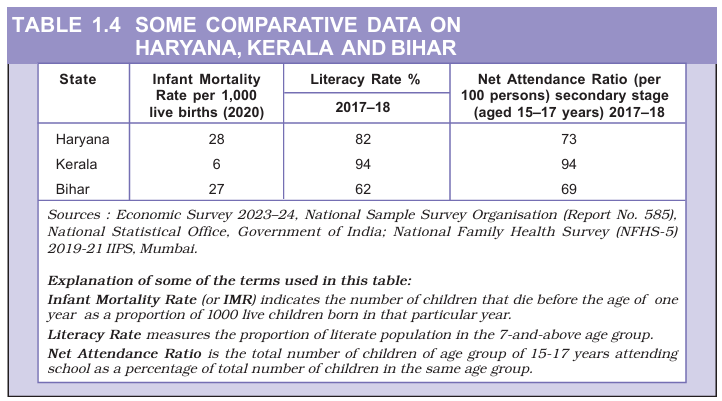 TABLE 1.4 SOME COMPARATIVE DATA ON
HARYANA, KERALA AND BIHAR
State Infant Mortality Rate per 1,000 live births (2020) Literacy Rate % 2017–18 Net Attendance Ratio (per 100 persons) secondary stage (aged 15–17 years) 2017–18
Haryana 28 82 73
Kerala 6 94 94
Bihar 27 62 69
Sources : Economic Survey 2023–24, National Sample Survey Organisation (Report No. 585),
National Statistical Office, Government of India; National Family Health Survey (NFHS-5)
2019-21 IIPS, Mumbai.
Explanation of some of the terms used in this table:
Infant Mortality Rate (or IMR) indicates the number of children that die before the age of one
year as a proportion of 1000 live children born in that particular year.
Literacy Rate measures the proportion of literate population in the 7-and-above age group.
Net Attendance Ratio is the total number of children of age group of 15-17 years attending
school as a percentage of total number of children in the same age group.